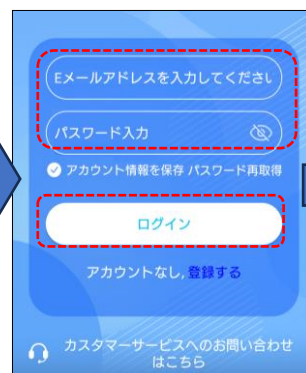 Eメールアドレスを入力してください
パスワード入力
アカウント情報を保存 パスワード再取得
ログイン
アカウントなし,登録する
カスタマーサービスへのお問い合わせ
はこちら